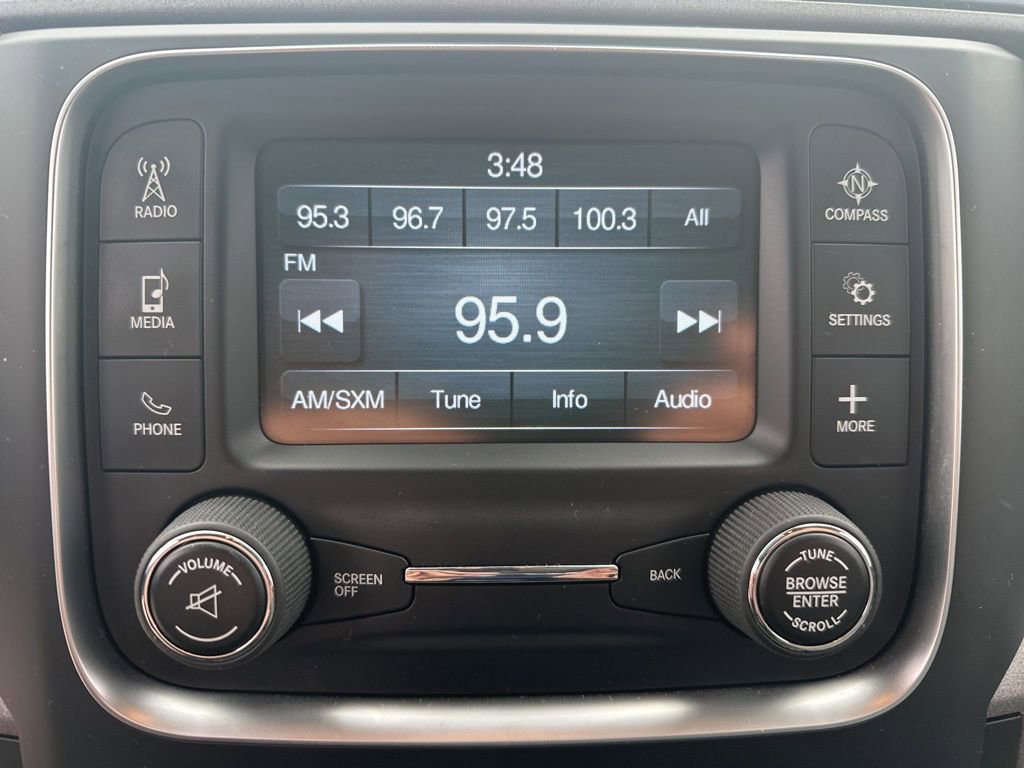 3:48
95.3 96.7 97.5 100.3 All
FM
95.9
AM/SXM Tune Info Audio
RADIO
MEDIA
PHONE
N
COMPASS
SETTINGS
MORE
VOLUME
SCREEN
OFF
BACK
TUNE
BROWSE
ENTER
SCROLL